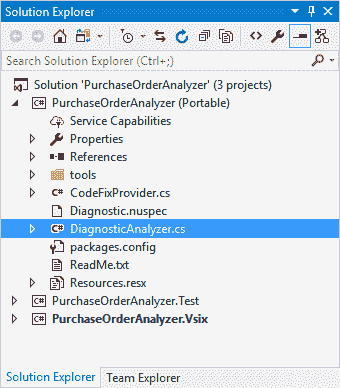 Solution Explorer
Search Solution Explorer (Ctrl+;)
Solution 'PurchaseOrderAnalyzer' (3 projects)
C# PurchaseOrderAnalyzer (Portable)
Service Capabilities
Properties
References
tools
C# CodeFixProvider.cs
Diagnostic.nuspec
C# DiagnosticAnalyzer.cs
packages.config
ReadMe.txt
Resources.resx
C# PurchaseOrderAnalyzer.Test
C# PurchaseOrderAnalyzer.Vsix
Solution Explorer Team Explorer